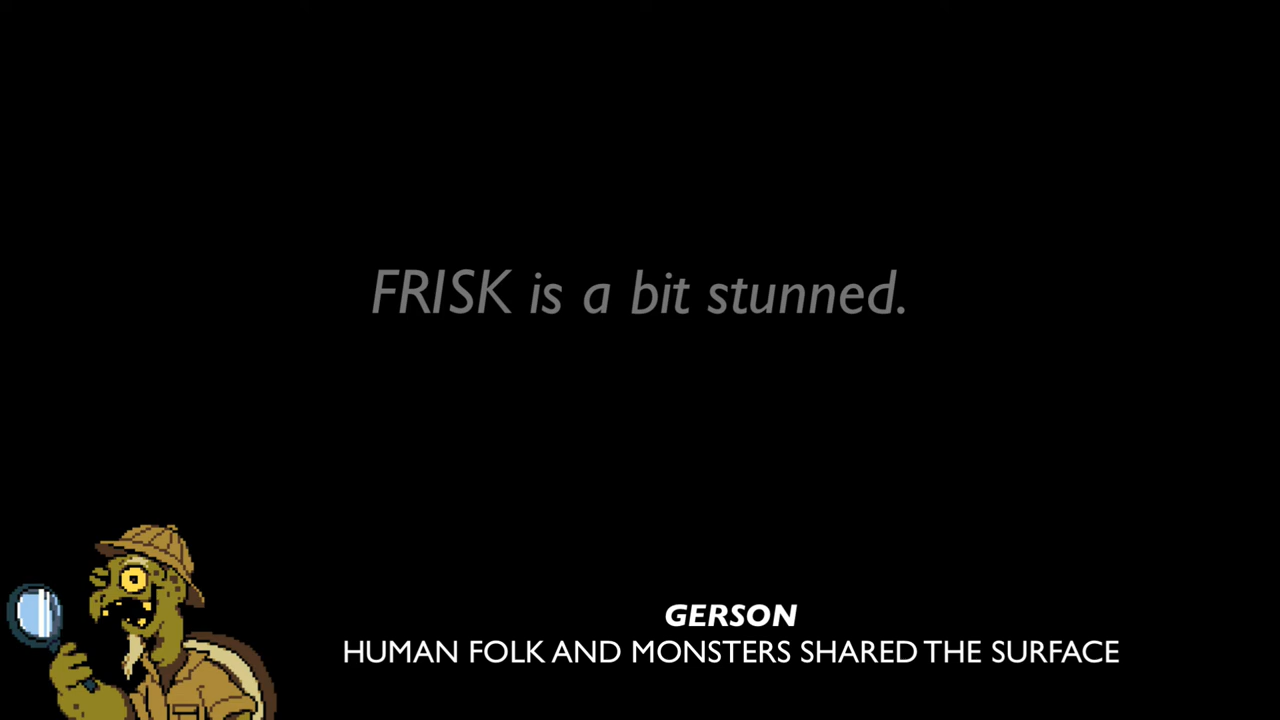 FRISK is a bit stunned.
GERSON
HUMAN FOLK AND MONSTERS SHARED THE SURFACE